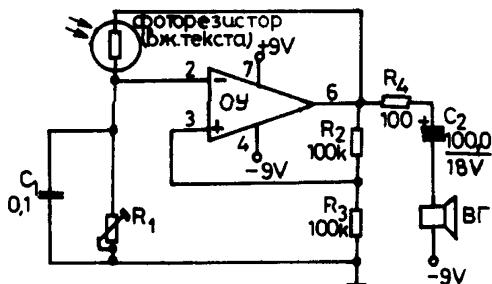 фоторезистор
(вж.текста)
+9V
2
7
-
ОУ
6
3
+
4
-9V
R4
100
+
C2
100,0
18V
R2
100k
C1
0,1
R1
R3
100k
ВГ
-9V